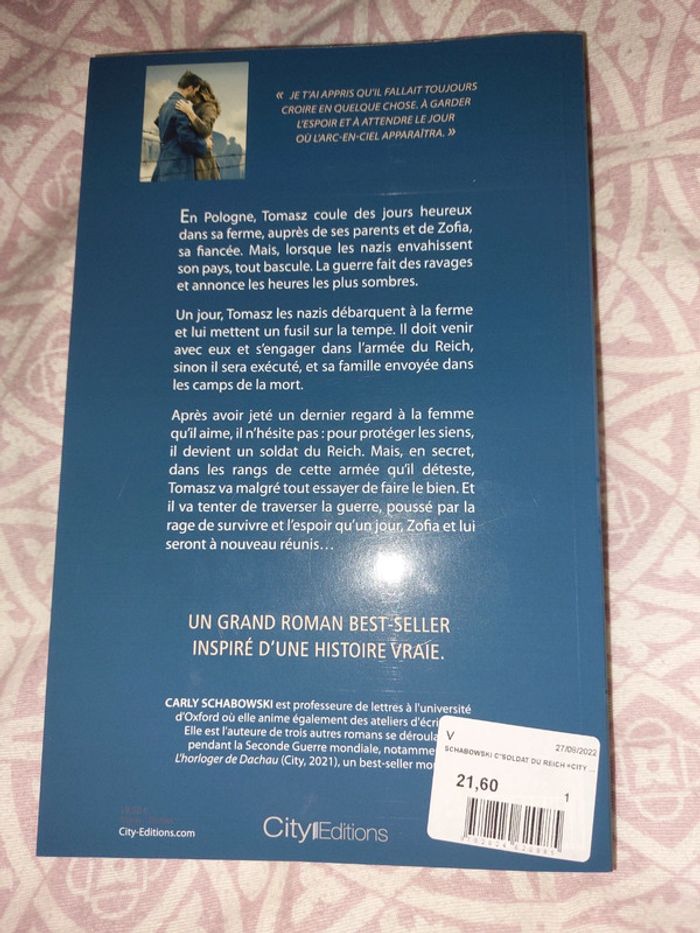 « JE T'AI APPRIS QU'IL FALLAIT TOUJOURS
CROIRE EN QUELQUE CHOSE. À GARDER
L'ESPOIR ET À ATTENDRE LE JOUR
OÙ L'ARC-EN-CIEL APPARAÎTRA. »
En Pologne, Tomasz coule des jours heureux
dans sa ferme, auprès de ses parents et de Zofia,
sa fiancée. Mais, lorsque les nazis envahissent
son pays, tout bascule. La guerre fait des ravages
et annonce les heures les plus sombres.
Un jour, Tomasz les nazis débarquent à la ferme
et lui mettent un fusil sur la tempe. Il doit venir
avec eux et s'engager dans l'armée du Reich,
sinon il sera exécuté, et sa famille envoyée dans
les camps de la mort.
Après avoir jeté un dernier regard à la femme
qu'il aime, il n'hésite pas : pour protéger les siens,
il devient un soldat du Reich. Mais, en secret,
dans les rangs de cette armée qu'il déteste,
Tomasz va malgré tout essayer de faire le bien. Et
il va tenter de traverser la guerre, poussé par la
rage de survivre et l'espoir qu'un jour, Zofia et lui
seront à nouveau réunis…
UN GRAND ROMAN BEST-SELLER
INSPIRÉ D'UNE HISTOIRE VRAIE.
CARLY SCHABOWSKI est professeure de lettres à l'université
d'Oxford où elle anime également des ateliers d'écri
Elle est l'auteure de trois autres romans se déroula
pendant la Seconde Guerre mondiale, notamme
L'horloger de Dachau (City, 2021), un best-seller mo
City-Editions.com
City Editions
V 27/08/2022
SCHABOWSKI C"SOLDAT DU REICH +CITY ...
21,60 1